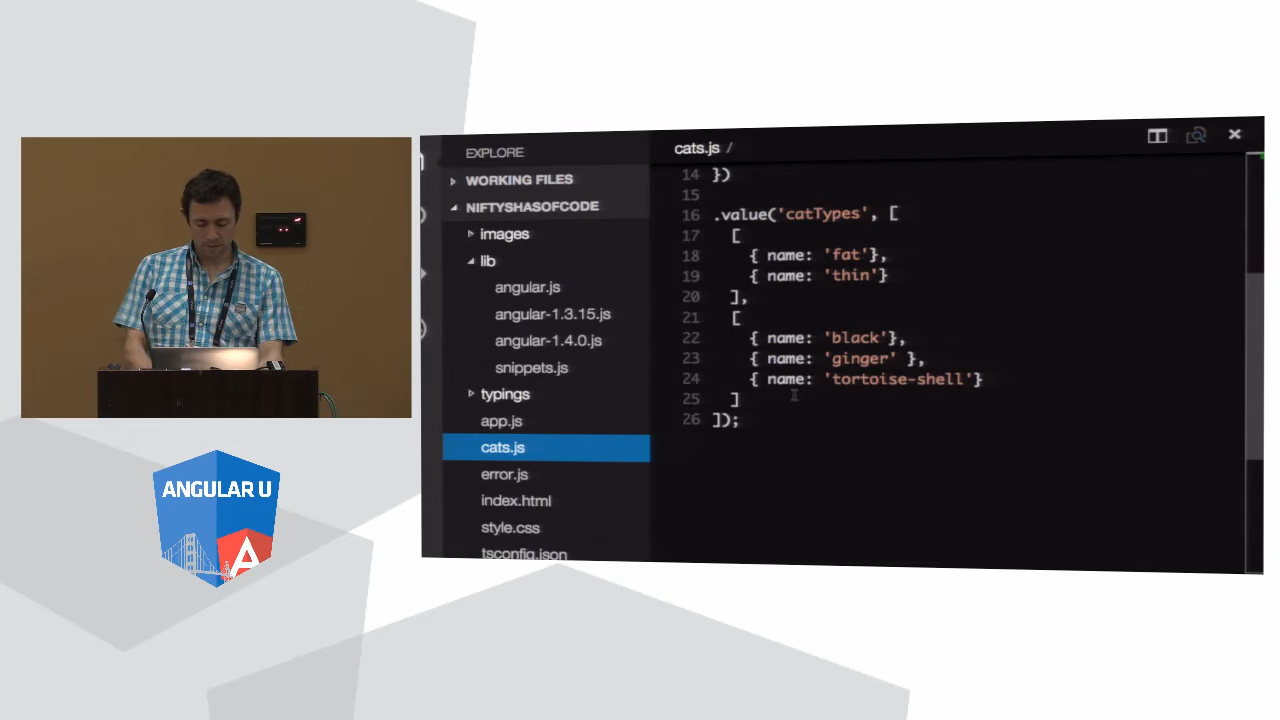 EXPLORE
WORKING FILES
NIFTYSHASOFCODE
images
lib
angular.js
angular-1.3.15.js
angular-1.4.0.js
snippets.js
typings
app.js
cats.js
error.js
index.html
style.css
tsconfig.json
cats.js /
14 })
15
16 .value('catTypes', [
17 [
18 { name: 'fat'},
19 { name: 'thin'}
20 ],
21 [
22 { name: 'black'},
23 { name: 'ginger' },
24 { name: 'tortoise-shell'}
25 ]
26 ]);
ANGULAR U
A